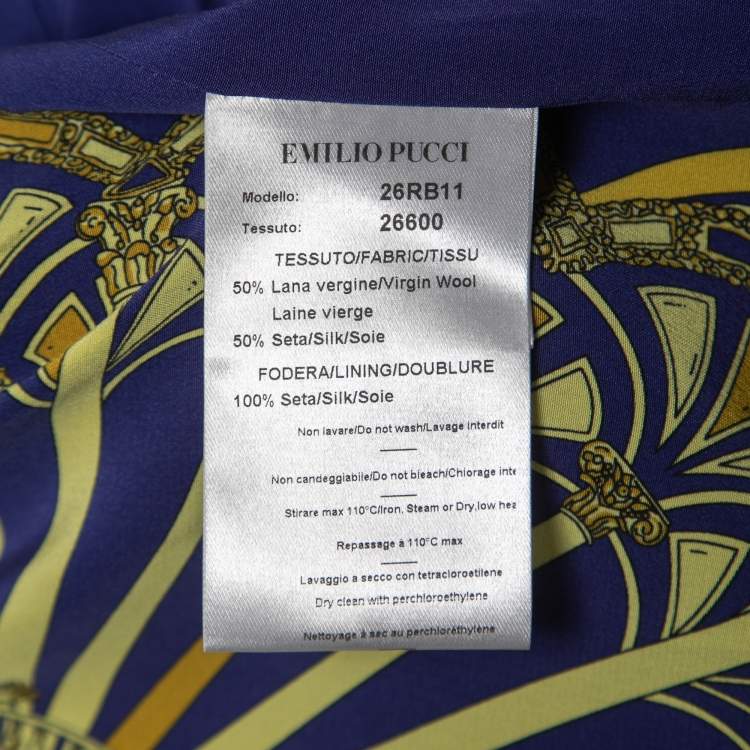 EMILIO PUCCI
Modello: 26RB11
Tessuto: 26600
TESSUTO/FABRIC/TISSU
50% Lana vergine/Virgin Wool
Laine vierge
50% Seta/Silk/Soie
FODERA/LINING/DOUBLURE
100% Seta/Silk/Soie
Non lavare/Do not wash/Lavage interdit
Non candeggiabile/Do not bleach/Chlorage inte
Stirare max 110°C/Iron, Steam or Dry,low hea
Repassage à 110°C max
Lavaggio a secco con tetracloroetilene
Dry clean with perchloroethylene
Nettoyage à sec au perchloréthylène